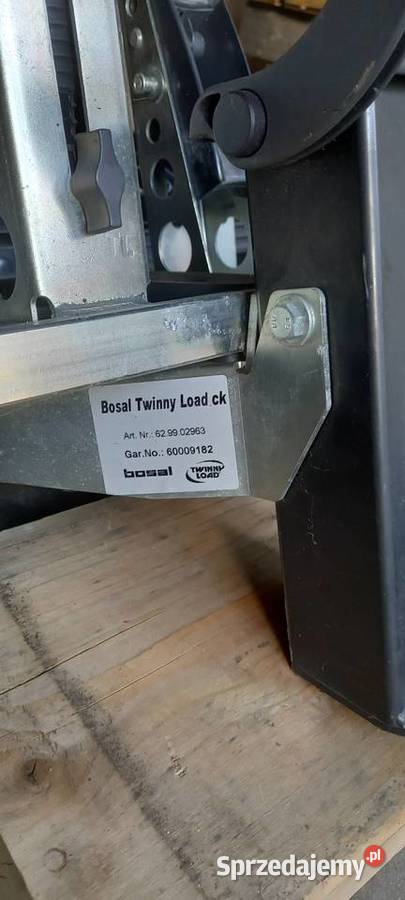 Bosal Twinny Load ck
Art. Nr.: 62.99.02963
Gar.No.: 60009182
bosal TWINNY LOAD
Sprzedajemy.pl